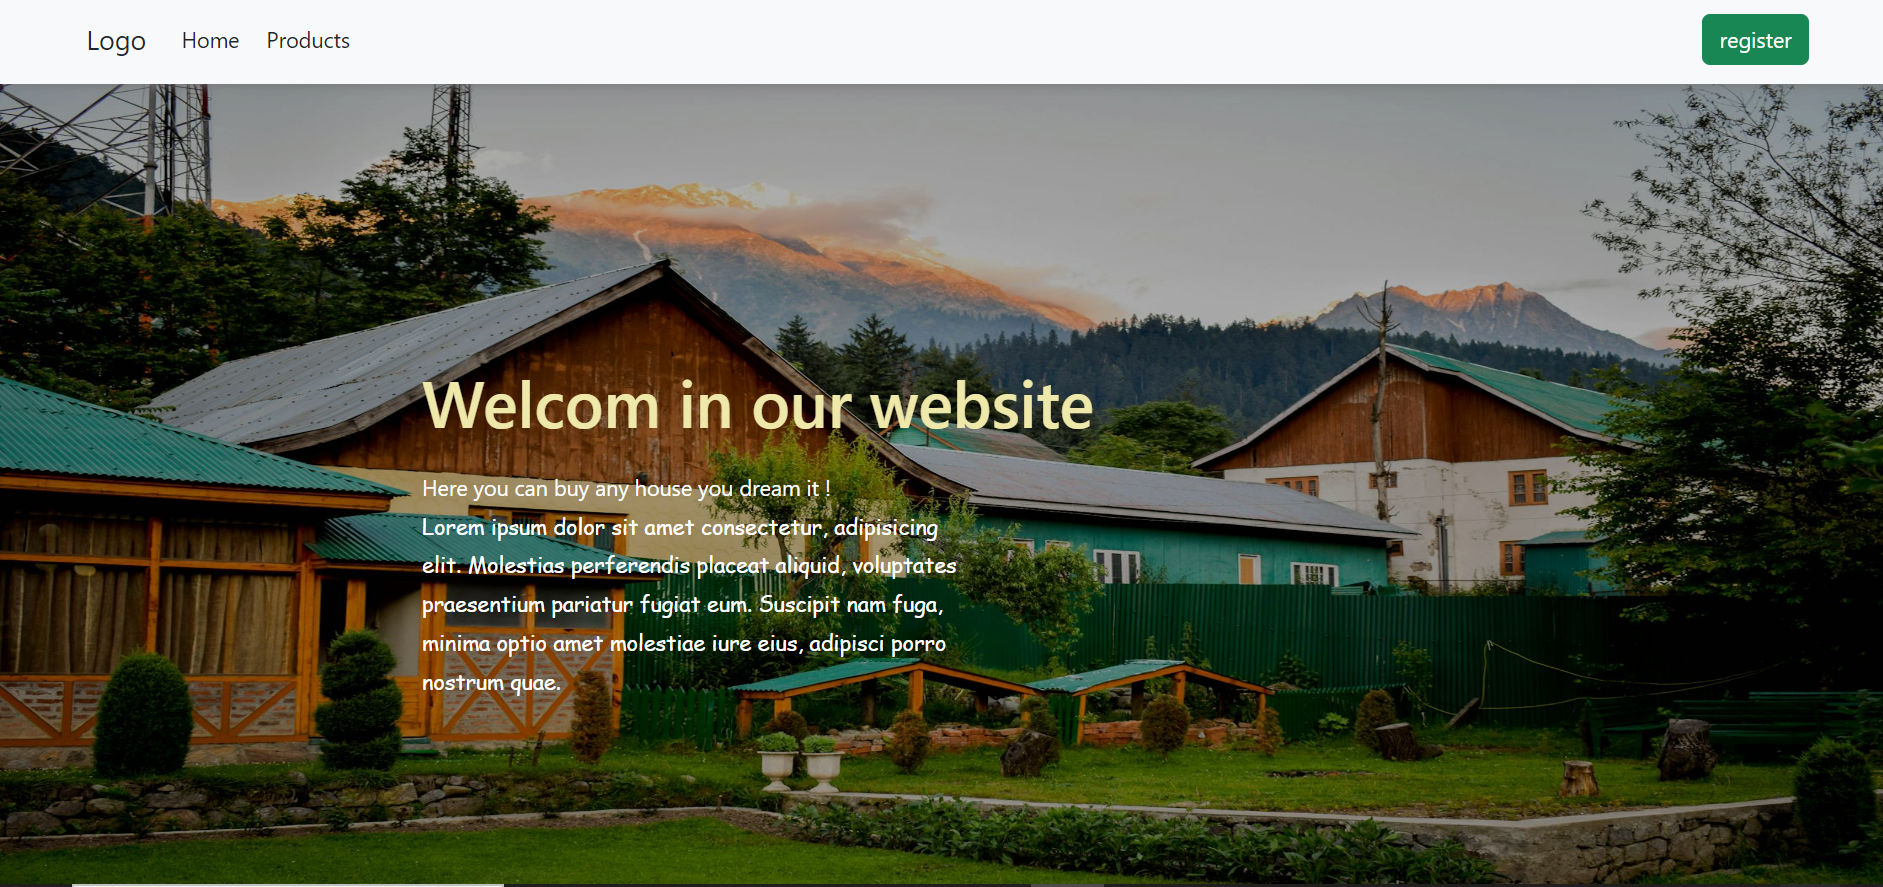 Logo Home Products register
Welcom in our website
Here you can buy any house you dream it !
Lorem ipsum dolor sit amet consectetur, adipisicing
elit. Molestias perferendis placeat aliquid, voluptates
praesentium pariatur fugiat eum. Suscipit nam fuga,
minima optio amet molestiae iure eius, adipisci porro
nostrum quae.